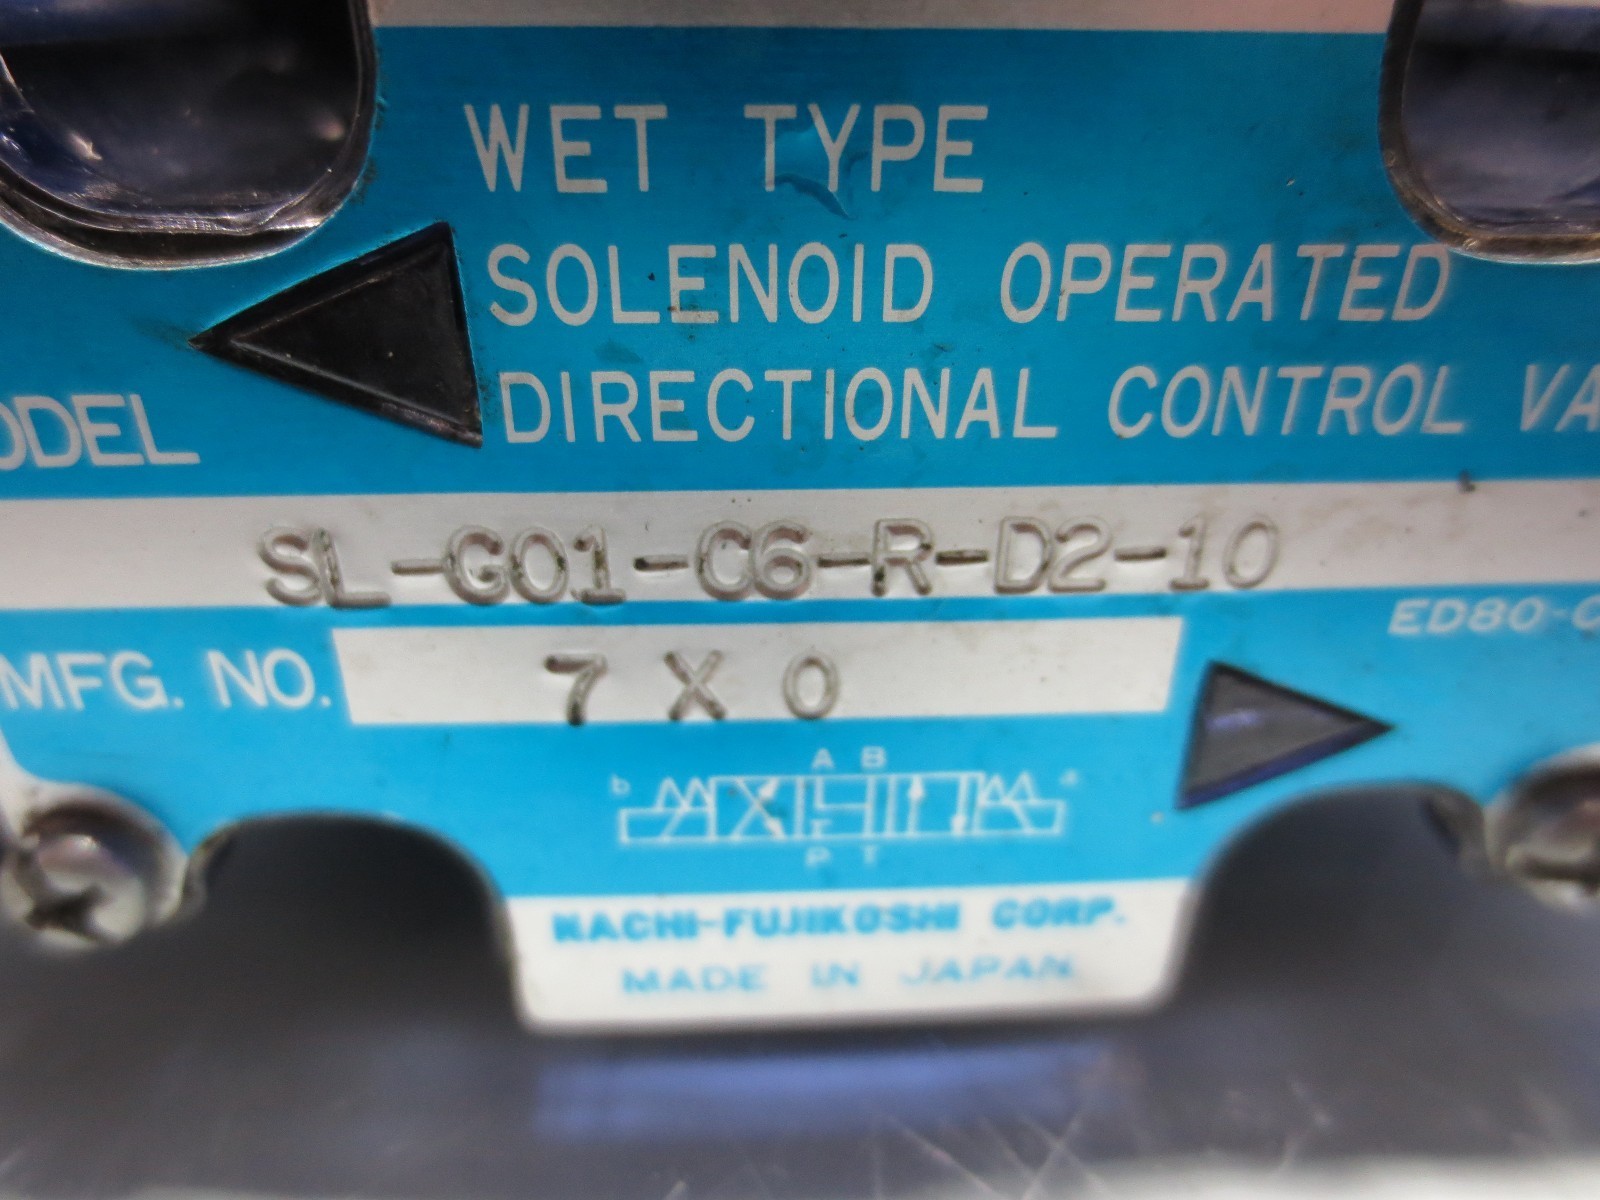 WET TYPE
SOLENOID OPERATED
DIRECTIONAL CONTROL VA
ODEL
SL-G01-C6-R-D2-10
ED80-C
MFG. NO. 7 X 0
A B
b a
P T
NACHI-FUJIKOSHI CORP.
MADE IN JAPAN